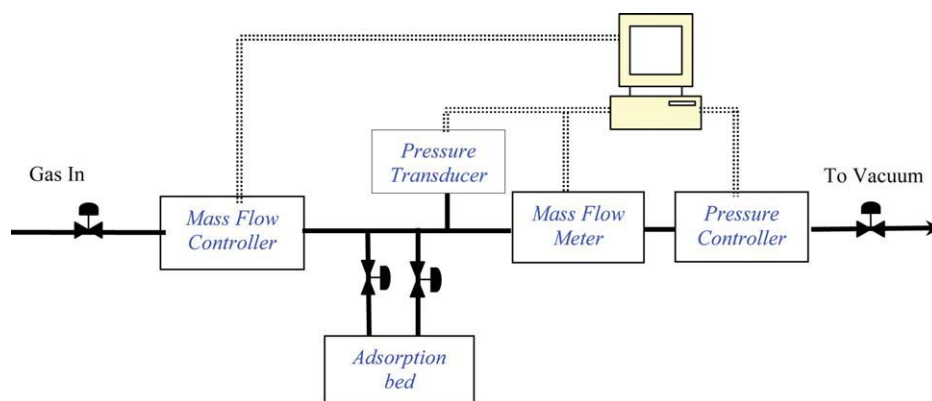 Gas In
Mass Flow
Controller
Pressure
Transducer
Mass Flow
Meter
Pressure
Controller
To Vacuum
Adsorption
bed